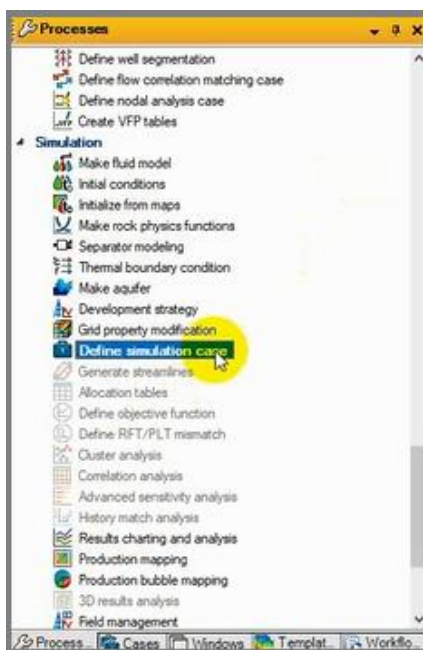 Processes
Define well segmentation
Define flow correlation matching case
Define nodal analysis case
Create VFP tables
Simulation
Make fluid model
Initial conditions
Initialize from maps
Make rock physics functions
Separator modeling
Thermal boundary condition
Make aquifer
Development strategy
Grid property modification
Define simulation case
Generate streamlines
Allocation tables
Define objective function
Define RFT/PLT mismatch
Cluster analysis
Correlation analysis
Advanced sensitivity analysis
History match analysis
Results charting and analysis
Production mapping
Production bubble mapping
3D results analysis
Field management
Process... Cases Windows Templat... Workflo...